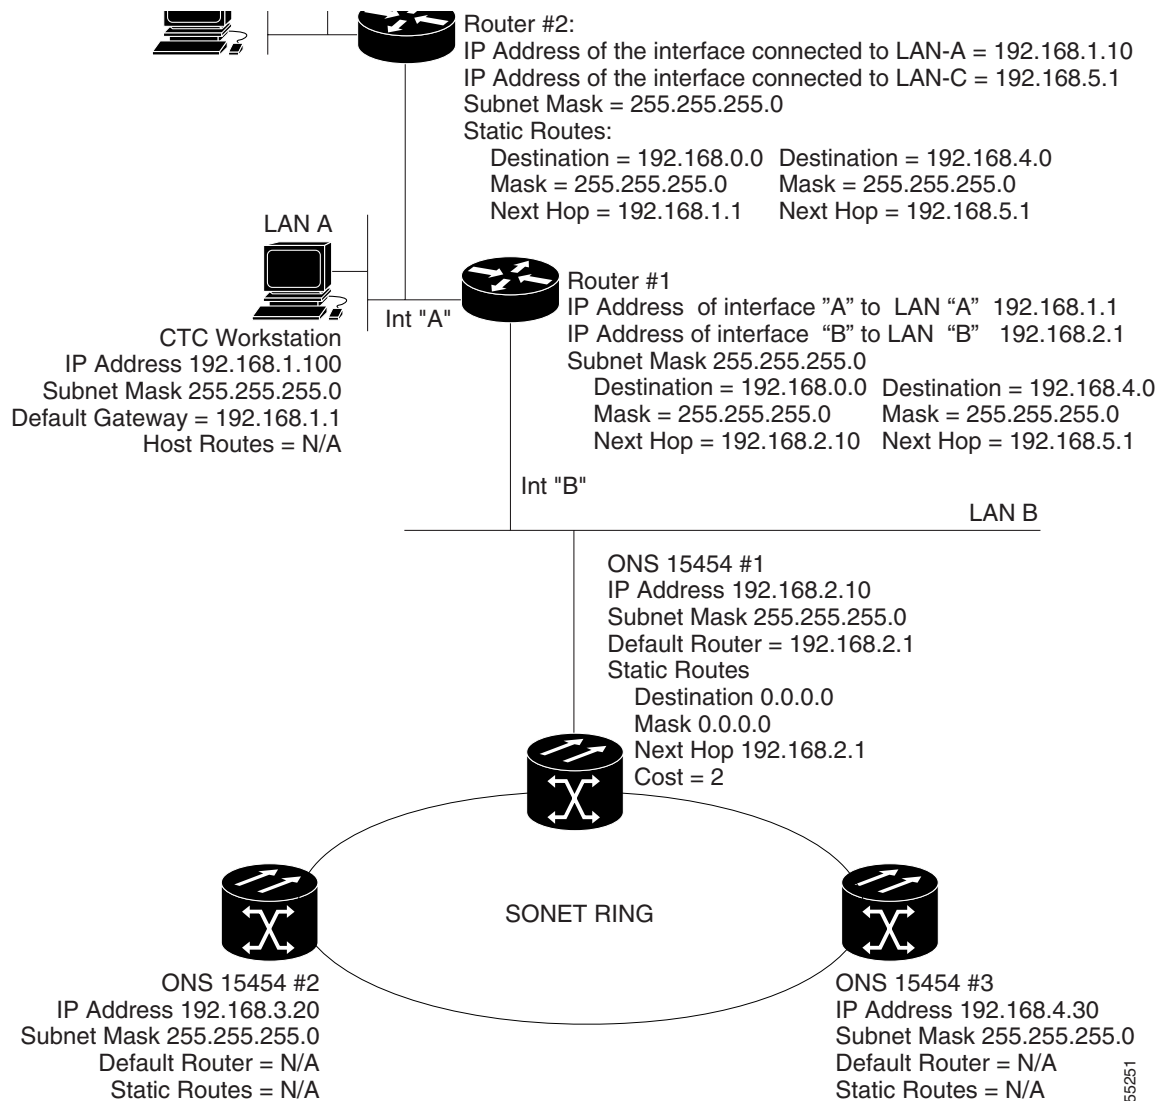 Router #2:
IP Address of the interface connected to LAN-A = 192.168.1.10
IP Address of the interface connected to LAN-C = 192.168.5.1
Subnet Mask = 255.255.255.0
Static Routes:
Destination = 192.168.0.0 Destination = 192.168.4.0
Mask = 255.255.255.0 Mask = 255.255.255.0
Next Hop = 192.168.1.1 Next Hop = 192.168.5.1
LAN A
Int "A"
CTC Workstation
IP Address 192.168.1.100
Subnet Mask 255.255.255.0
Default Gateway = 192.168.1.1
Host Routes = N/A
Router #1
IP Address of interface ”A” to LAN “A” 192.168.1.1
IP Address of interface “B” to LAN “B” 192.168.2.1
Subnet Mask 255.255.255.0
Destination = 192.168.0.0 Destination = 192.168.4.0
Mask = 255.255.255.0 Mask = 255.255.255.0
Next Hop = 192.168.2.10 Next Hop = 192.168.5.1
Int "B"
LAN B
ONS 15454 #1
IP Address 192.168.2.10
Subnet Mask 255.255.255.0
Default Router = 192.168.2.1
Static Routes
Destination 0.0.0.0
Mask 0.0.0.0
Next Hop 192.168.2.1
Cost = 2
SONET RING
ONS 15454 #2
IP Address 192.168.3.20
Subnet Mask 255.255.255.0
Default Router = N/A
Static Routes = N/A
ONS 15454 #3
IP Address 192.168.4.30
Subnet Mask 255.255.255.0
Default Router = N/A
Static Routes = N/A
55251